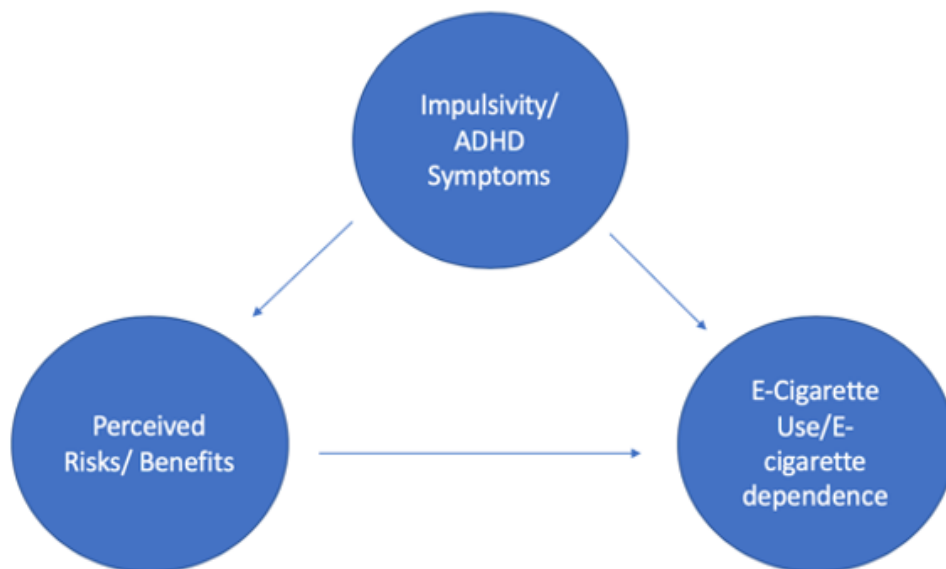 Impulsivity/
ADHD
Symptoms
Perceived
Risks/ Benefits
E-Cigarette
Use/E-
cigarette
dependence